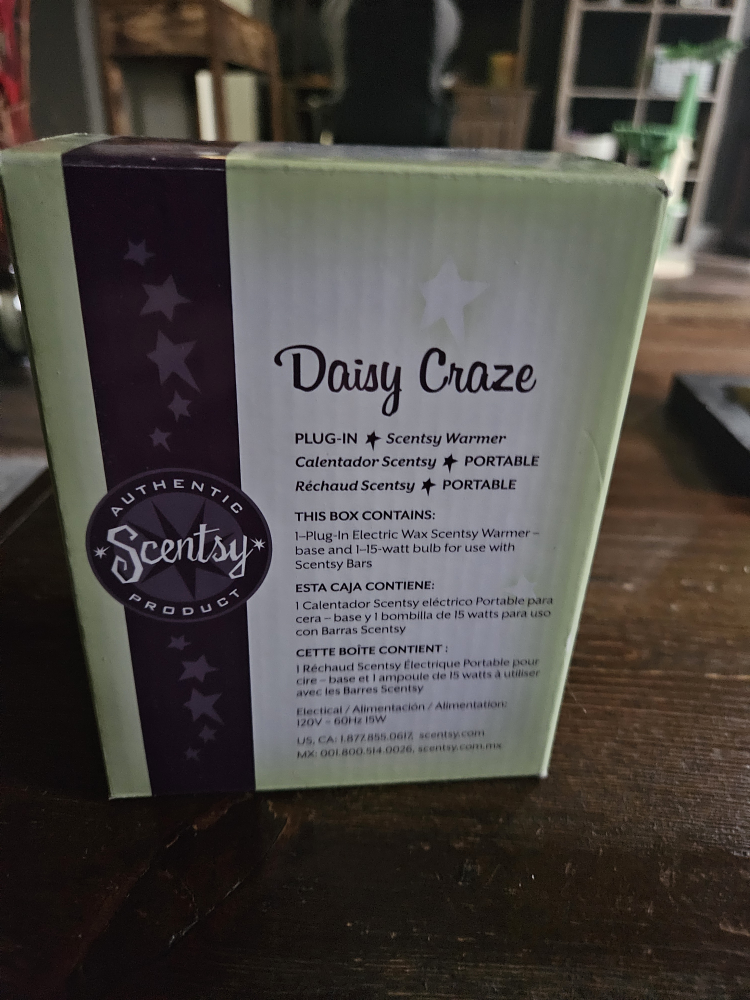 AUTHENTIC
Scentsy
PRODUCT
Daisy Craze
PLUG-IN ★ Scentsy Warmer
Calentador Scentsy ★ PORTABLE
Réchaud Scentsy ★ PORTABLE
THIS BOX CONTAINS:
1–Plug-In Electric Wax Scentsy Warmer –
base and 1–15-watt bulb for use with
Scentsy Bars
ESTA CAJA CONTIENE:
1 Calentador Scentsy eléctrico Portable para
cera – base y 1 bombilla de 15 watts para uso
con Barras Scentsy
CETTE BOÎTE CONTIENT :
1 Réchaud Scentsy Électrique Portable pour
cire – base et 1 ampoule de 15 watts à utiliser
avec les Barres Scentsy
Electical / Alimentación / Alimentation:
120V ~ 60Hz 15W
US, CA: 1.877.855.0617, scentsy.com
MX: 001.800.514.0026, scentsy.com.mx